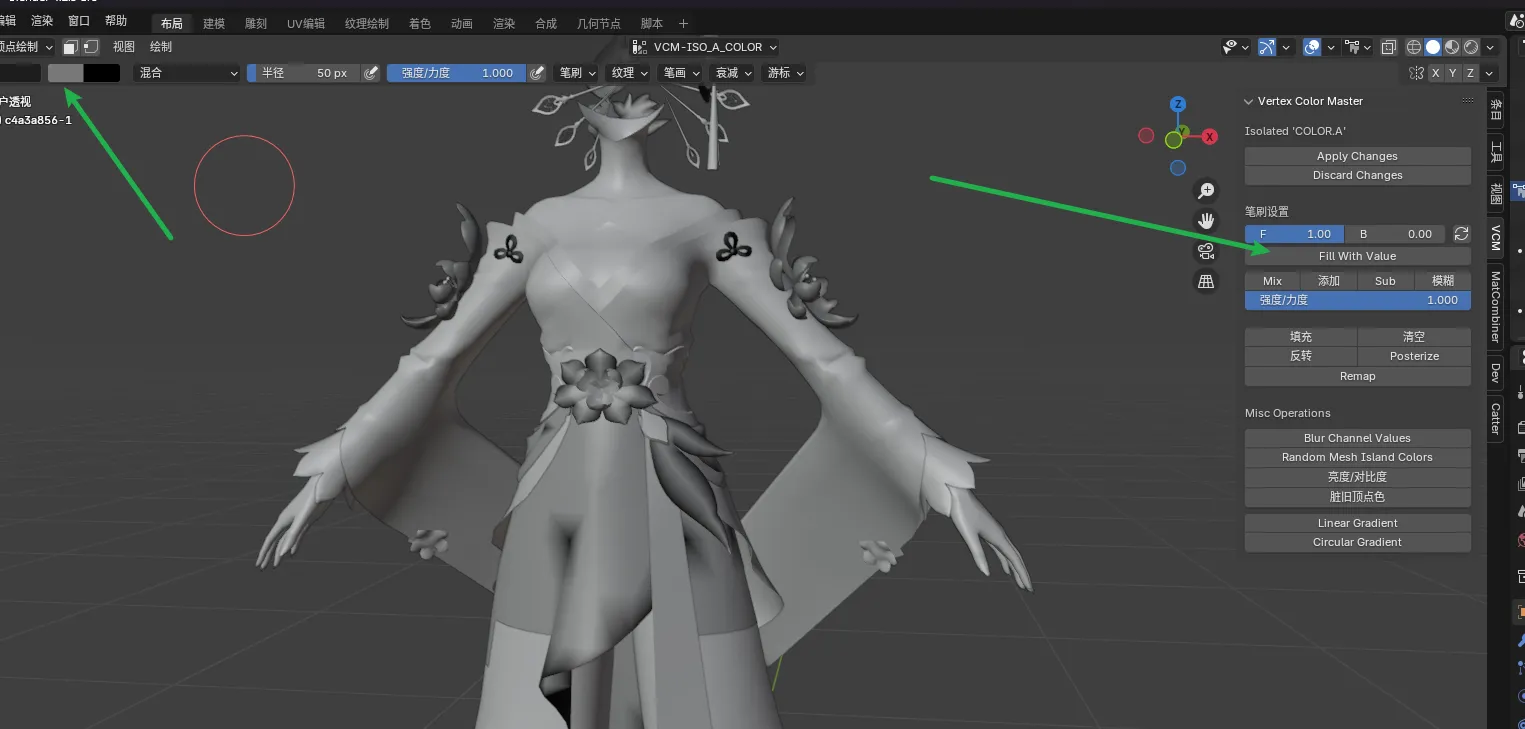 编辑 渲染 窗口 帮助 布局 建模 雕刻 UV编辑 纹理绘制 着色 动画 渲染 合成 几何节点 脚本 +
顶点绘制 视图 绘制 VCM-ISO_A_COLOR
混合 半径 50 px 强度/力度 1.000 笔刷 纹理 笔画 衰减 游标 X Y Z
户透视
c4a3a856-1
Z
Y
X
Vertex Color Master
Isolated 'COLOR.A'
Apply Changes
Discard Changes
笔刷设置
F 1.00 B 0.00
Fill With Value
Mix 添加 Sub 模糊
强度/力度 1.000
填充 清空
反转 Posterize
Remap
Misc Operations
Blur Channel Values
Random Mesh Island Colors
亮度/对比度
脏旧顶点色
Linear Gradient
Circular Gradient
条目
工具
视图
VCM
MatCombiner
Dev
Catter